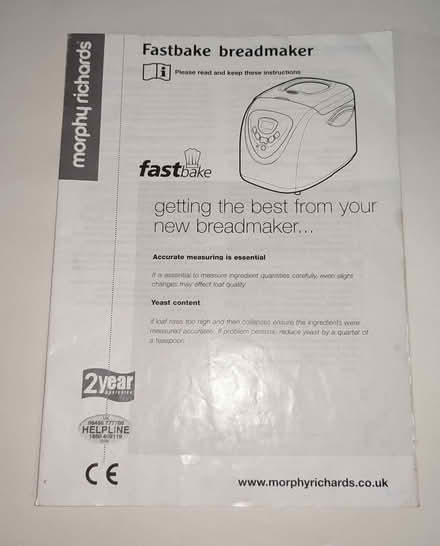 morphy richards
Fastbake breadmaker
i Please read and keep these instructions
fastbake
getting the best from your
new breadmaker...
Accurate measuring is essential
It is essential to measure ingredient quantities carefully, even slight
changes may effect loaf quality
Yeast content
If loaf rises too high and then collapses ensure the ingredients were
measured accurately. If problem persists, reduce yeast by a quarter of
a teaspoon.
2year
guarantee
HELPLINE
CE
www.morphyrichards.co.uk